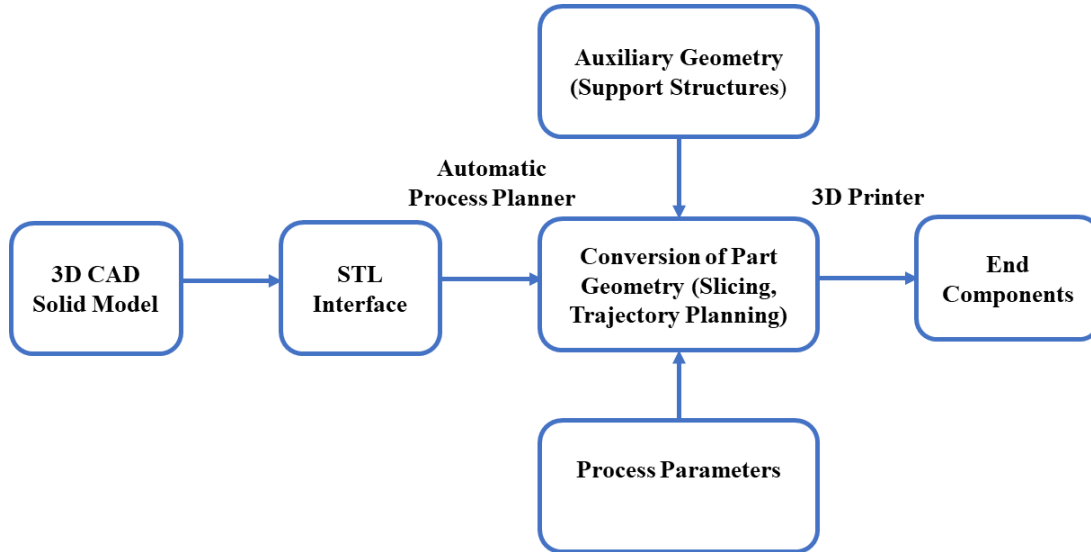 Auxiliary Geometry
(Support Structures)
Automatic
Process Planner
3D Printer
3D CAD
Solid Model
STL
Interface
Conversion of Part
Geometry (Slicing,
Trajectory Planning)
End
Components
Process Parameters